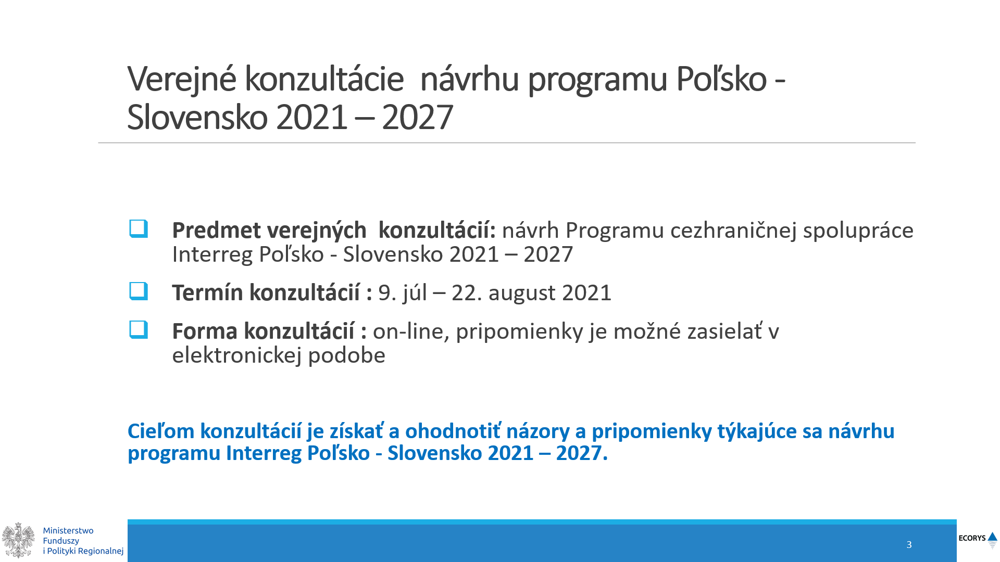 Verejné konzultácie  návrhu programu Poľsko -
Slovensko 2021 – 2027
Predmet verejných  konzultácií: návrh Programu cezhraničnej spolupráce
Interreg Poľsko - Slovensko 2021 – 2027
Termín konzultácií : 9. júl – 22. august 2021
Forma konzultácií : on-line, pripomienky je možné zasielať v
elektronickej podobe
Cieľom konzultácií je získať a ohodnotiť názory a pripomienky týkajúce sa návrhu
programu Interreg Poľsko - Slovensko 2021 – 2027.
Ministerstwo
Funduszy
i Polityki Regionalnej
3
ECORYS